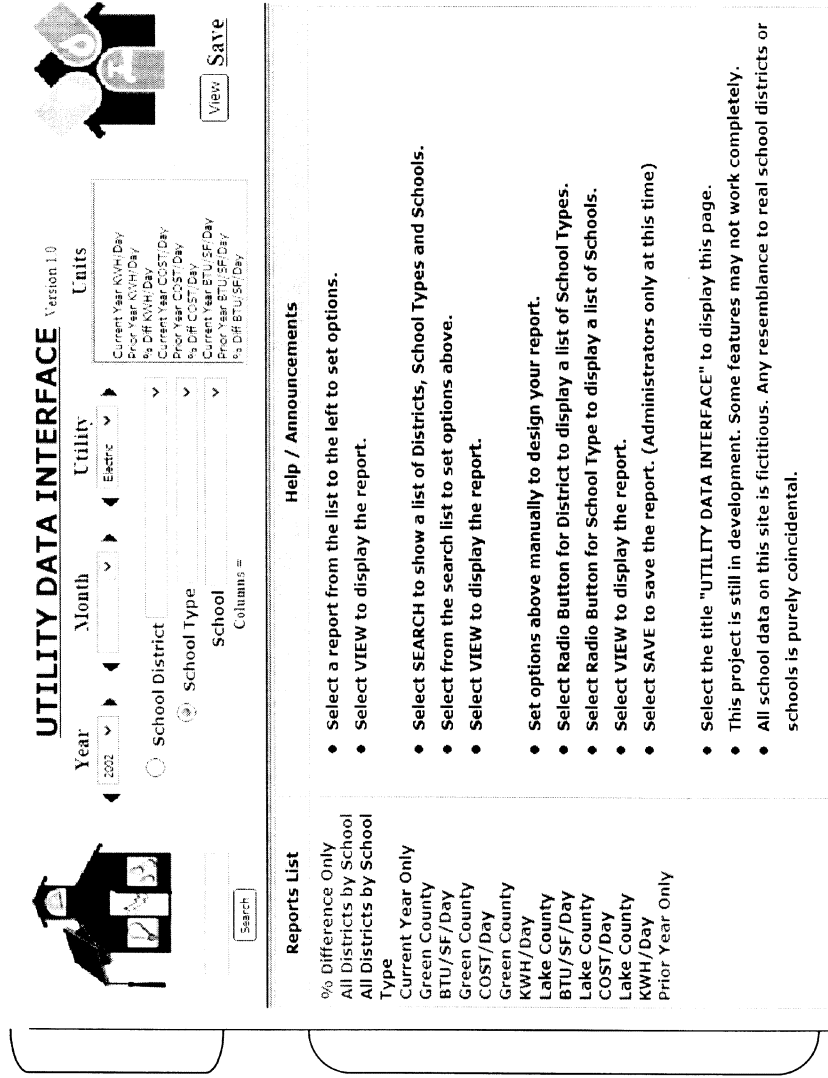 UTILITY DATA INTERFACE Version 1.0
Year Month Utility Units
2002 Electric
Current Year KWH/Day
Prior Year KWH/Day
% Diff KWH/Day
Current Year COST/Day
Prior Year COST/Day
% Diff COST/Day
Current Year BTU/SF/Day
Prior Year BTU/SF/Day
% Diff BTU/SF/Day
School District
School Type
School
Columns =
Search
View Save
Reports List
% Difference Only
All Districts by School
All Districts by School
Type
Current Year Only
Green County
BTU/SF/Day
Green County
COST/Day
Green County
KWH/Day
Lake County
BTU/SF/Day
Lake County
COST/Day
Lake County
KWH/Day
Prior Year Only
Help / Announcements
• Select a report from the list to the left to set options.
• Select VIEW to display the report.
• Select SEARCH to show a list of Districts, School Types and Schools.
• Select from the search list to set options above.
• Select VIEW to display the report.
• Set options above manually to design your report.
• Select Radio Button for District to display a list of School Types.
• Select Radio Button for School Type to display a list of Schools.
• Select VIEW to display the report.
• Select SAVE to save the report. (Administrators only at this time)
• Select the title "UTILITY DATA INTERFACE" to display this page.
• This project is still in development. Some features may not work completely.
• All school data on this site is fictitious. Any resemblance to real school districts or
schools is purely coincidental.